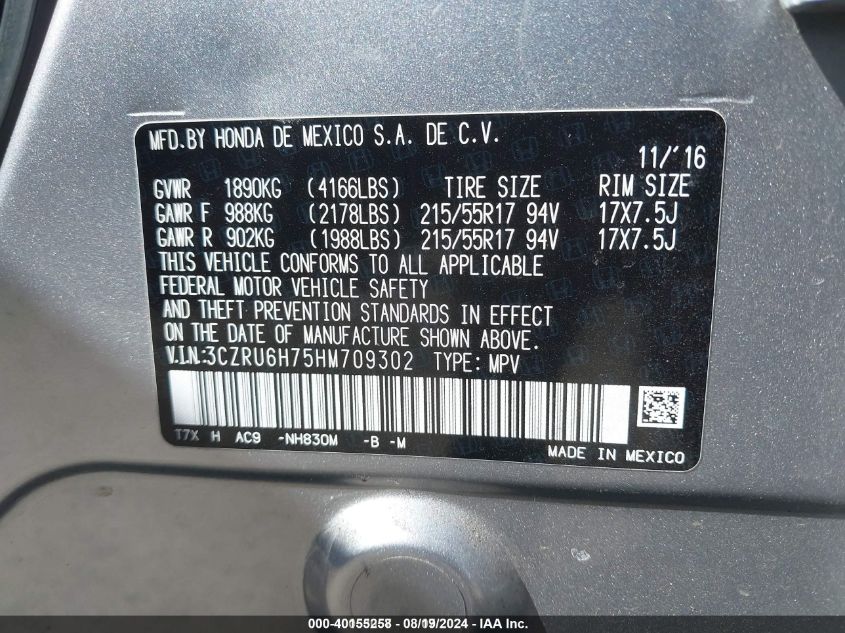 MFD.BY HONDA DE MEXICO S.A. DE C.V.
11/'16
GVWR 1890KG (4166LBS) TIRE SIZE RIM SIZE
GAWR F 988KG (2178LBS) 215/55R17 94V 17X7.5J
GAWR R 902KG (1988LBS) 215/55R17 94V 17X7.5J
THIS VEHICLE CONFORMS TO ALL APPLICABLE
FEDERAL MOTOR VEHICLE SAFETY
AND THEFT PREVENTION STANDARDS IN EFFECT
ON THE DATE OF MANUFACTURE SHOWN ABOVE.
V.I.N:3CZRU6H75HM709302 TYPE: MPV
T7X H AC9 -NH830M -B -M
MADE IN MEXICO
000-40155258 - 08/19/2024 - IAA Inc.